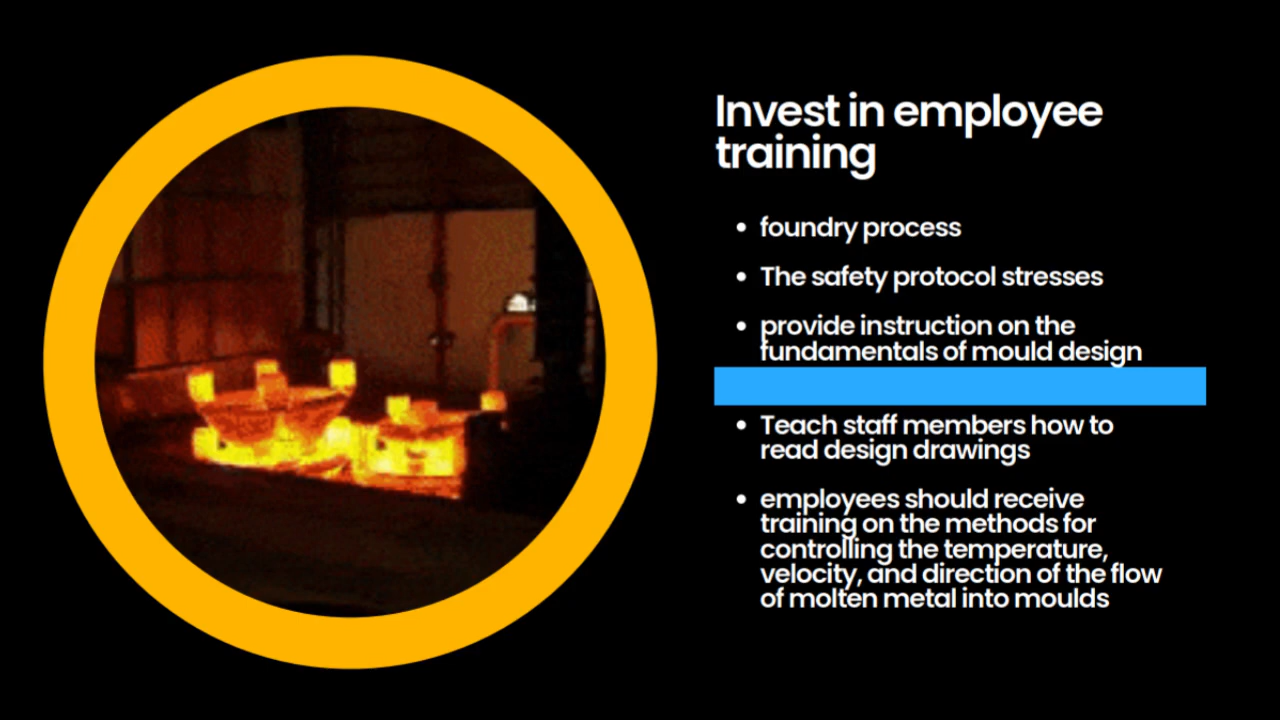 Invest in employee
training
• foundry process
• The safety protocol stresses
• provide instruction on the
fundamentals of mould design
• Teach staff members how to
read design drawings
• employees should receive
training on the methods for
controlling the temperature,
velocity, and direction of the flow
of molten metal into moulds